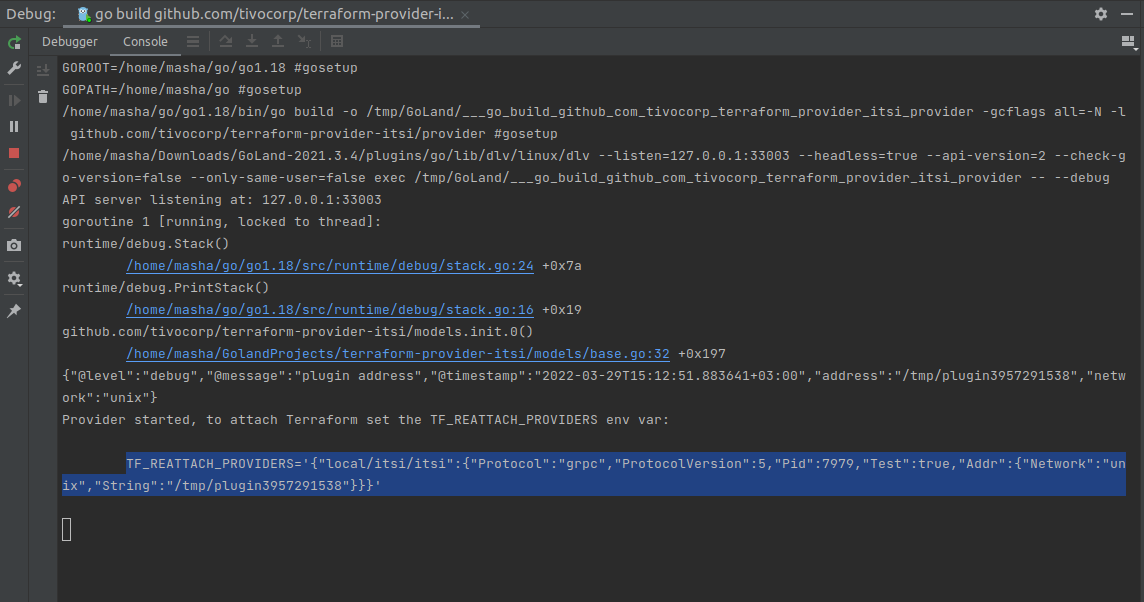 Debug: go build github.com/tivocorp/terraform-provider-i...
Debugger Console
GOROOT=/home/masha/go/go1.18 #gosetup
GOPATH=/home/masha/go #gosetup
/home/masha/go/go1.18/bin/go build -o /tmp/GoLand/___go_build_github_com_tivocorp_terraform_provider_itsi_provider -gcflags all=-N -l
github.com/tivocorp/terraform-provider-itsi/provider #gosetup
/home/masha/Downloads/GoLand-2021.3.4/plugins/go/lib/dlv/linux/dlv --listen=127.0.0.1:33003 --headless=true --api-version=2 --check-g
o-version=false --only-same-user=false exec /tmp/GoLand/___go_build_github_com_tivocorp_terraform_provider_itsi_provider -- --debug
API server listening at: 127.0.0.1:33003
goroutine 1 [running, locked to thread]:
runtime/debug.Stack()
/home/masha/go/go1.18/src/runtime/debug/stack.go:24 +0x7a
runtime/debug.PrintStack()
/home/masha/go/go1.18/src/runtime/debug/stack.go:16 +0x19
github.com/tivocorp/terraform-provider-itsi/models.init.0()
/home/masha/GolandProjects/terraform-provider-itsi/models/base.go:32 +0x197
{"@level":"debug","@message":"plugin address","@timestamp":"2022-03-29T15:12:51.883641+03:00","address":"/tmp/plugin3957291538","netw
ork":"unix"}
Provider started, to attach Terraform set the TF_REATTACH_PROVIDERS env var:
TF_REATTACH_PROVIDERS='{"local/itsi/itsi":{"Protocol":"grpc","ProtocolVersion":5,"Pid":7979,"Test":true,"Addr":{"Network":"un
ix","String":"/tmp/plugin3957291538"}}}'